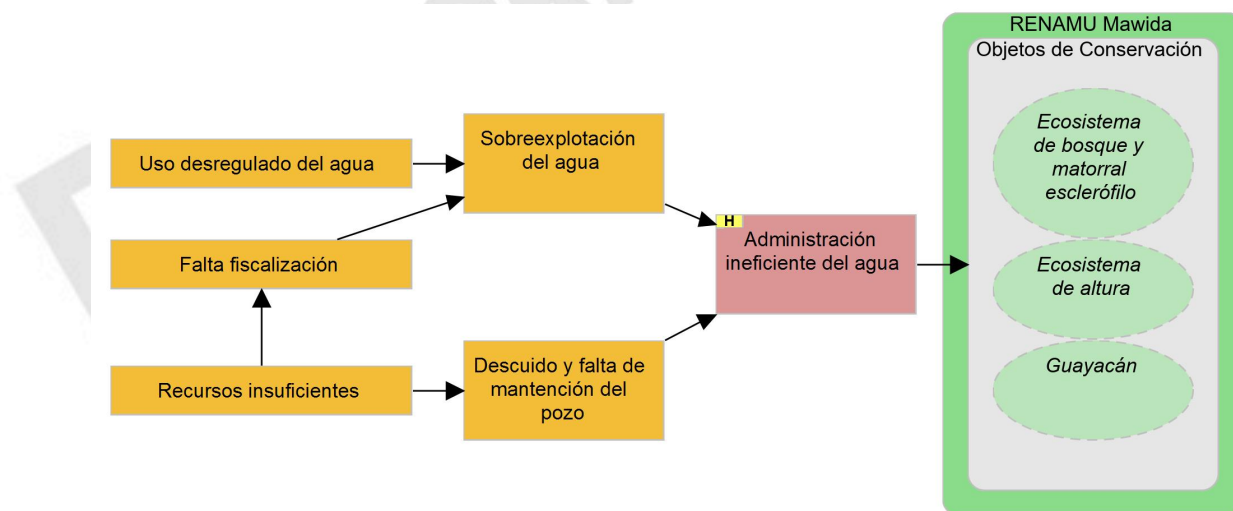 RENAMU Mawida
Objetos de Conservación
Uso desregulado del agua
Falta fiscalización
Recursos insuficientes
Sobreexplotación
del agua
Descuido y falta de
mantención del
pozo
H
Administración
ineficiente del agua
Ecosistema
de bosque y
matorral
esclerófilo
Ecosistema
de altura
Guayacán